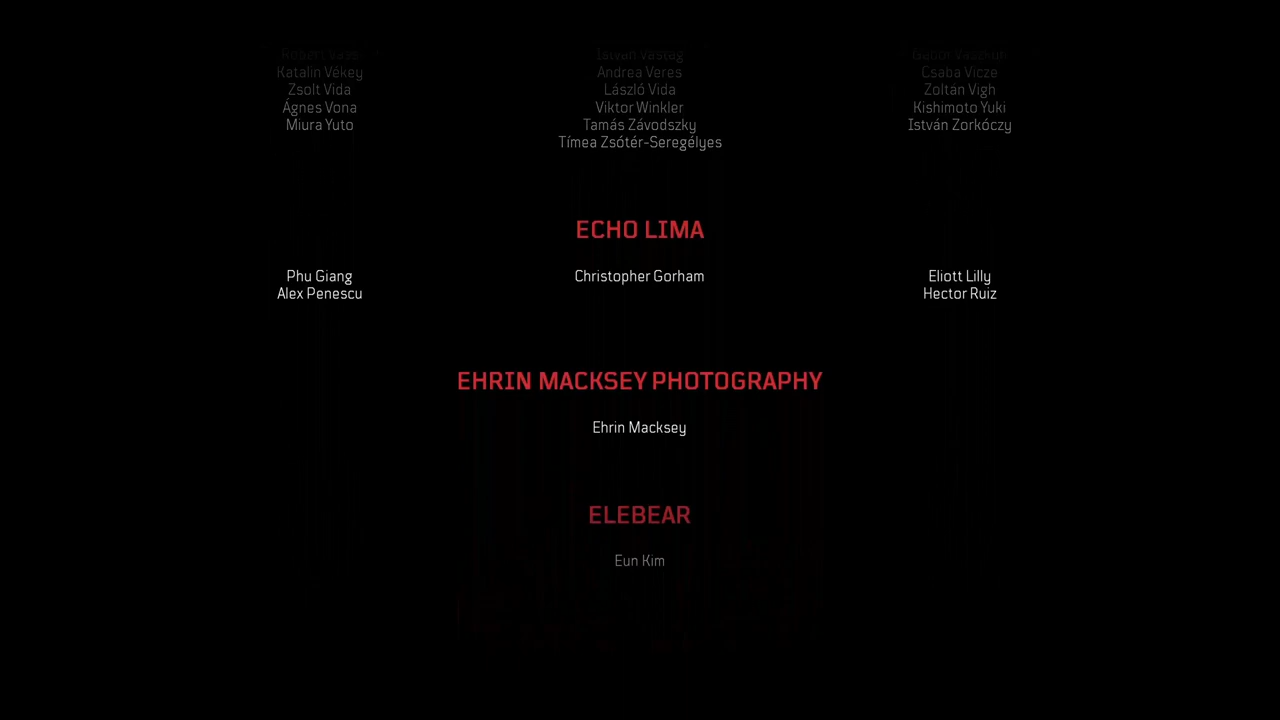 István Vastag
Katalin Vékey Andrea Veres Csaba Vicze
Zsolt Vida László Vida Zoltán Vigh
Ágnes Vona Viktor Winkler Kishimoto Yuki
Miura Yuto Tamás Závodszky István Zorkóczy
Tímea Zsótér-Seregélyes
ECHO LIMA
Phu Giang Christopher Gorham Eliott Lilly
Alex Penescu Hector Ruiz
EHRIN MACKSEY PHOTOGRAPHY
Ehrin Macksey
ELEBEAR
Eun Kim